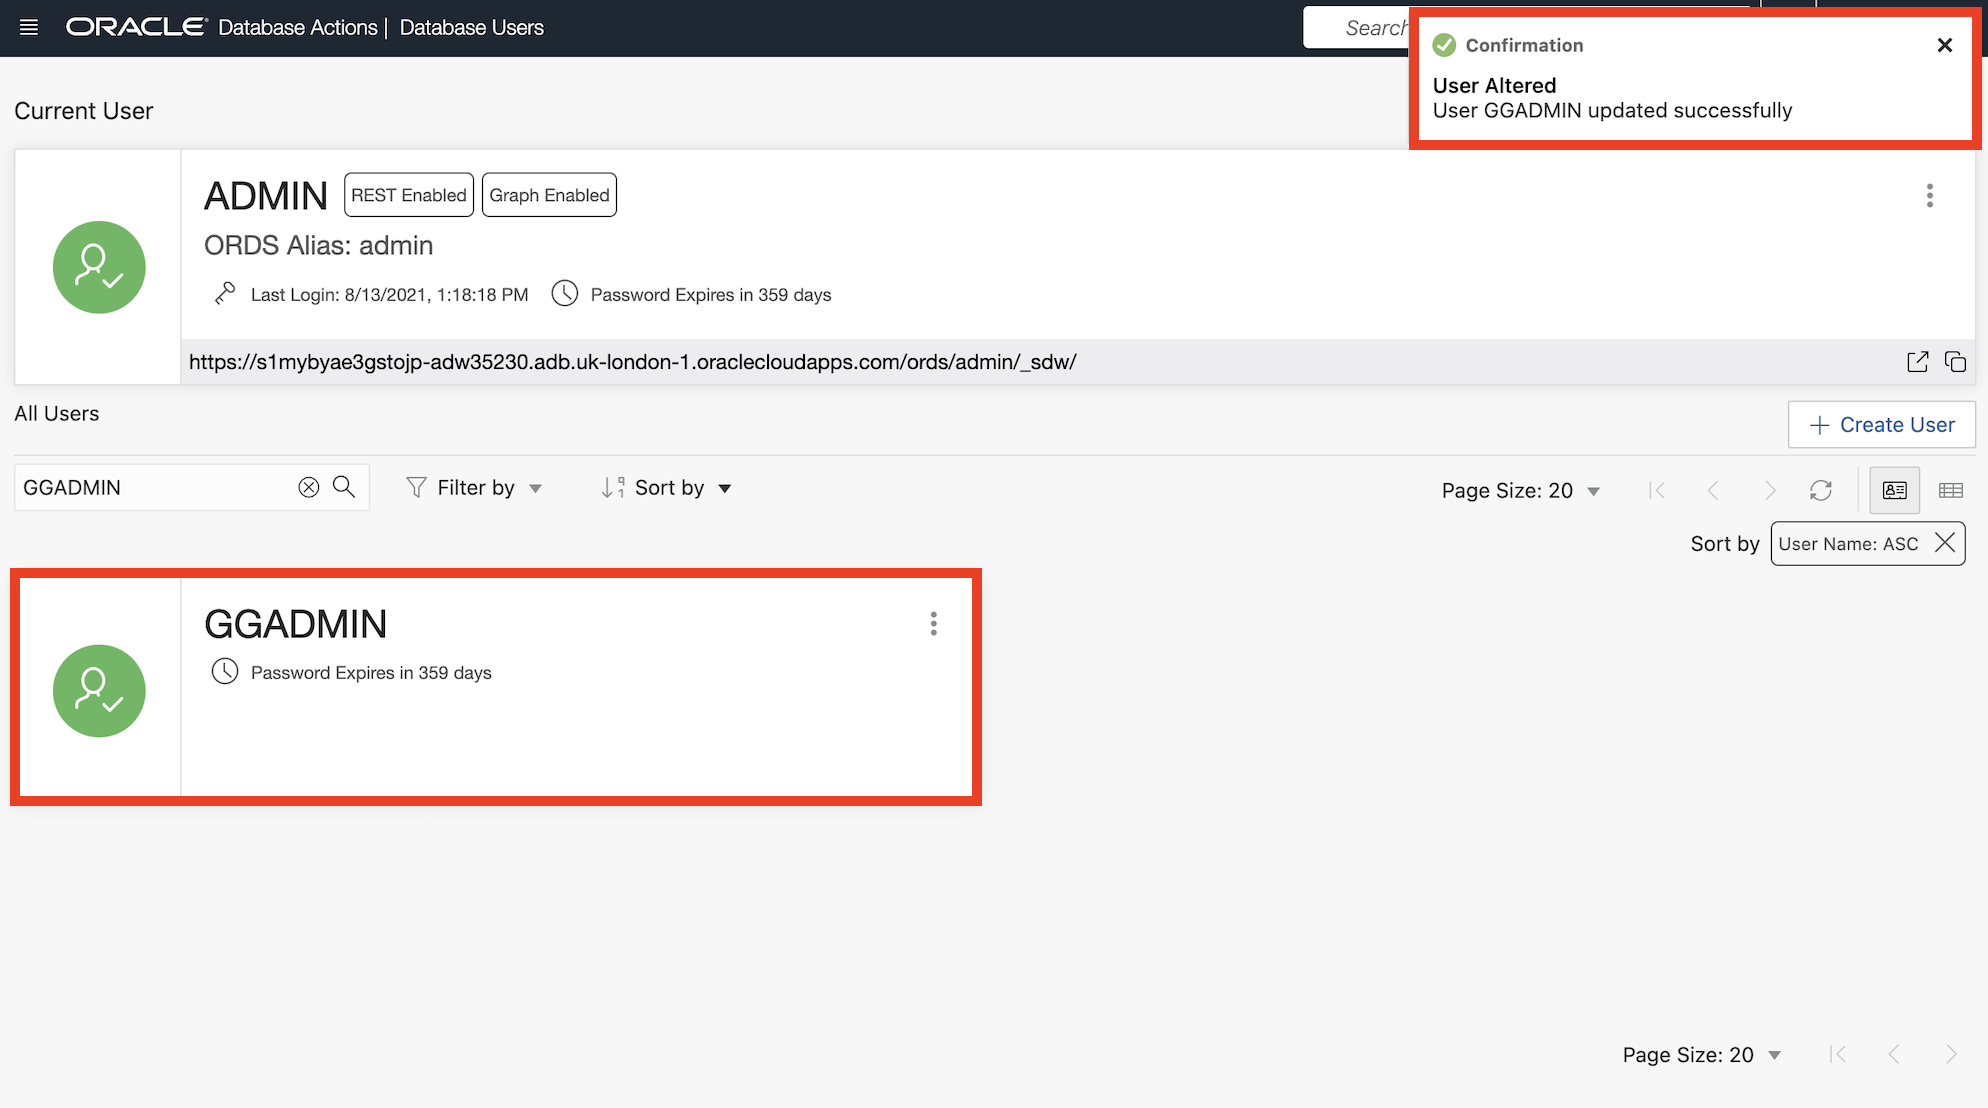 ORACLE® Database Actions | Database Users
Search
Confirmation
User Altered
User GGADMIN updated successfully
Current User
ADMIN REST Enabled Graph Enabled
ORDS Alias: admin
Last Login: 8/13/2021, 1:18:18 PM Password Expires in 359 days
https://s1mybyae3gstojp-adw35230.adb.uk-london-1.oraclecloudapps.com/ords/admin/_sdw/
All Users
+ Create User
GGADMIN Filter by Sort by Page Size: 20
Sort by User Name: ASC
GGADMIN
Password Expires in 359 days
Page Size: 20